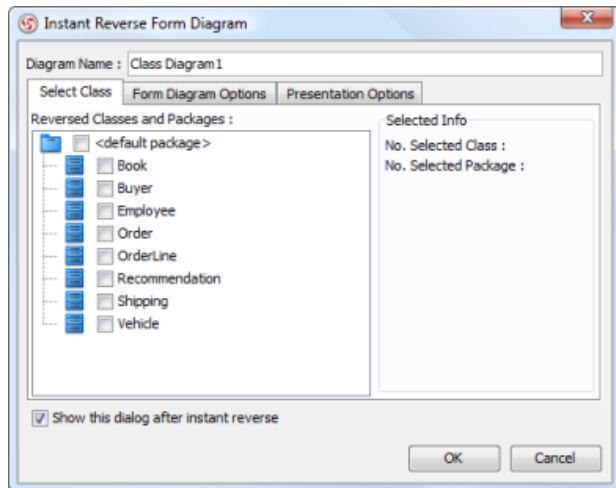 Instant Reverse Form Diagram
Diagram Name : Class Diagram1
Select Class Form Diagram Options Presentation Options
Reversed Classes and Packages :
<default package>
Book
Buyer
Employee
Order
OrderLine
Recommendation
Shipping
Vehicle
Selected Info
No. Selected Class :
No. Selected Package :
Show this dialog after instant reverse
OK Cancel